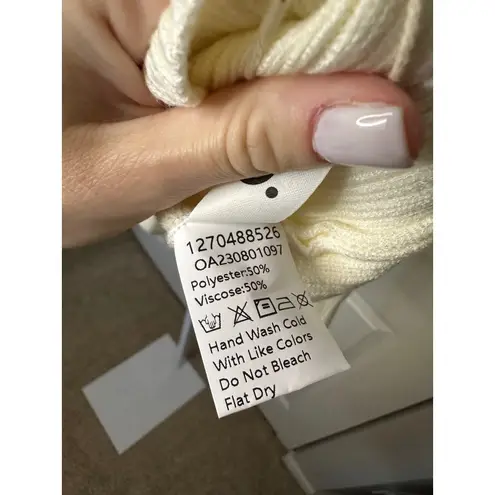 1270488526
OA230801097
Polyester:50%
Viscose:50%
Hand Wash Cold
With Like Colors
Do Not Bleach
Flat Dry